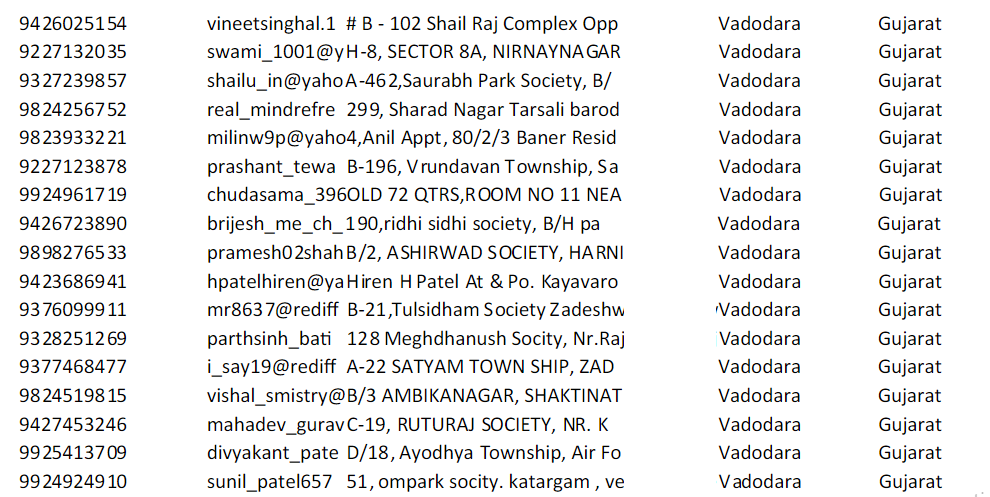 9426025154 vineetsinghal.1 # B - 102 Shail Raj Complex Opp Vadodara Gujarat
9227132035 swami_1001@y H-8, SECTOR 8A, NIRNAYNAGAR Vadodara Gujarat
9327239857 shailu_in@yaho A-462,Saurabh Park Society, B/ Vadodara Gujarat
9824256752 real_mindrefre 299, Sharad Nagar Tarsali barod Vadodara Gujarat
9823933221 milinw9p@yaho 4,Anil Appt, 80/2/3 Baner Resid Vadodara Gujarat
9227123878 prashant_tewa B-196, Vrundavan Township, Sa Vadodara Gujarat
9924961719 chudasama_396 OLD 72 QTRS,ROOM NO 11 NEA Vadodara Gujarat
9426723890 brijesh_me_ch_ 190,ridhi sidhi society, B/H pa Vadodara Gujarat
9898276533 pramesh02shah B/2, ASHIRWAD SOCIETY, HARNI Vadodara Gujarat
9423686941 hpatelhiren@ya Hiren H Patel At & Po. Kayavaro Vadodara Gujarat
9376099911 mr8637@rediff B-21,Tulsidham Society Zadeshw Vadodara Gujarat
9328251269 parthsinh_bati 128 Meghdhanush Socity, Nr.Raj Vadodara Gujarat
9377468477 i_say19@rediff A-22 SATYAM TOWN SHIP, ZAD Vadodara Gujarat
9824519815 vishal_smistry@ B/3 AMBIKANAGAR, SHAKTINAT Vadodara Gujarat
9427453246 mahadev_gurav C-19, RUTURAJ SOCIETY, NR. K Vadodara Gujarat
9925413709 divyakant_pate D/18, Ayodhya Township, Air Fo Vadodara Gujarat
9924924910 sunil_patel657 51, ompark socity. katargam , ve Vadodara Gujarat